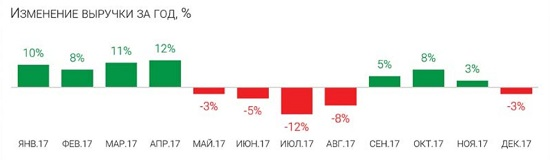 ИЗМЕНЕНИЕ ВЫРУЧКИ ЗА ГОД, %
10% 8% 11% 12% -3% -5% -12% -8% 5% 8% 3% -3%
ЯНВ.17 ФЕВ.17 МАР.17 АПР.17 МАЙ.17 ИЮН.17 ИЮЛ.17 АВГ.17 СЕН.17 ОКТ.17 НОЯ.17 ДЕК.17